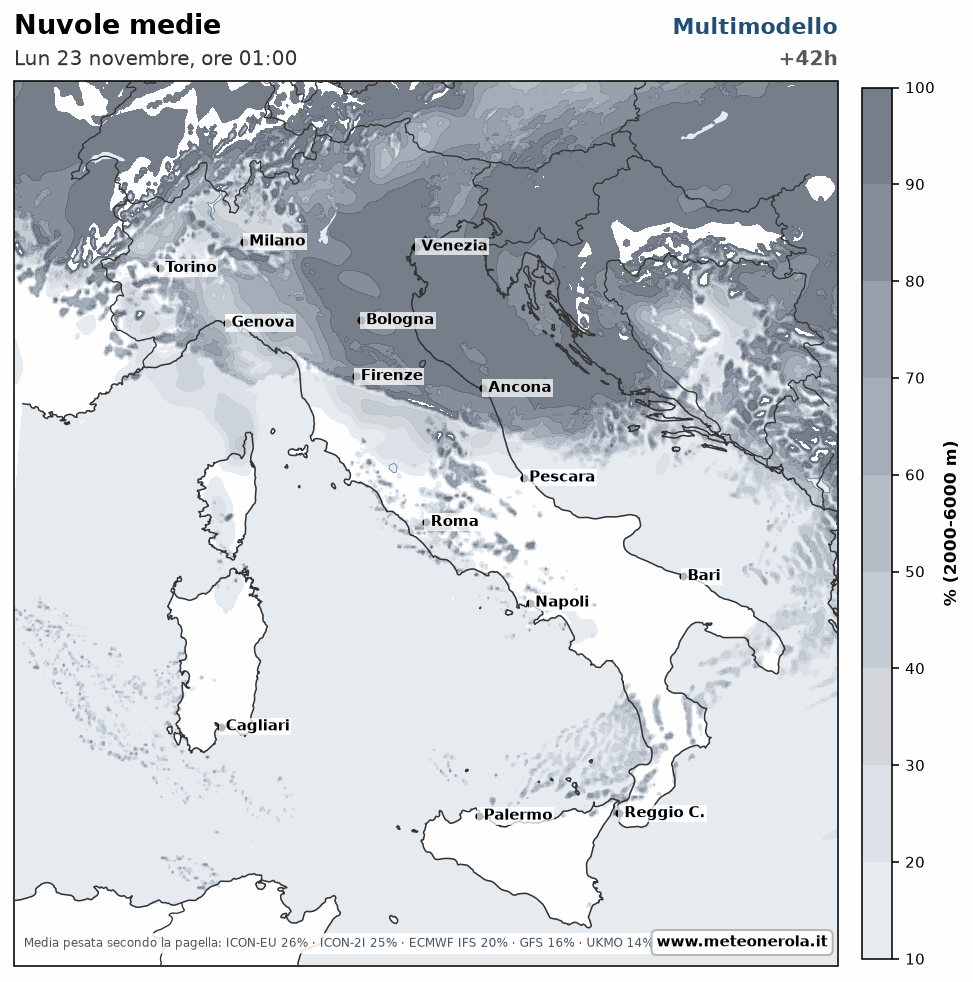 Nuvole medie
Multimodello
Lun 23 novembre, ore 01:00
+42h
100
90
80
70
60
50
40
30
20
10
% (2000-6000 m)
Milano
Venezia
Torino
Genova
Bologna
Firenze
Ancona
Pescara
Roma
Bari
Napoli
Cagliari
Palermo
Reggio C.
Media pesata secondo la pagella: ICON-EU 26% · ICON-2I 25% · ECMWF IFS 20% · GFS 16% · UKMO 14%
www.meteonerola.it